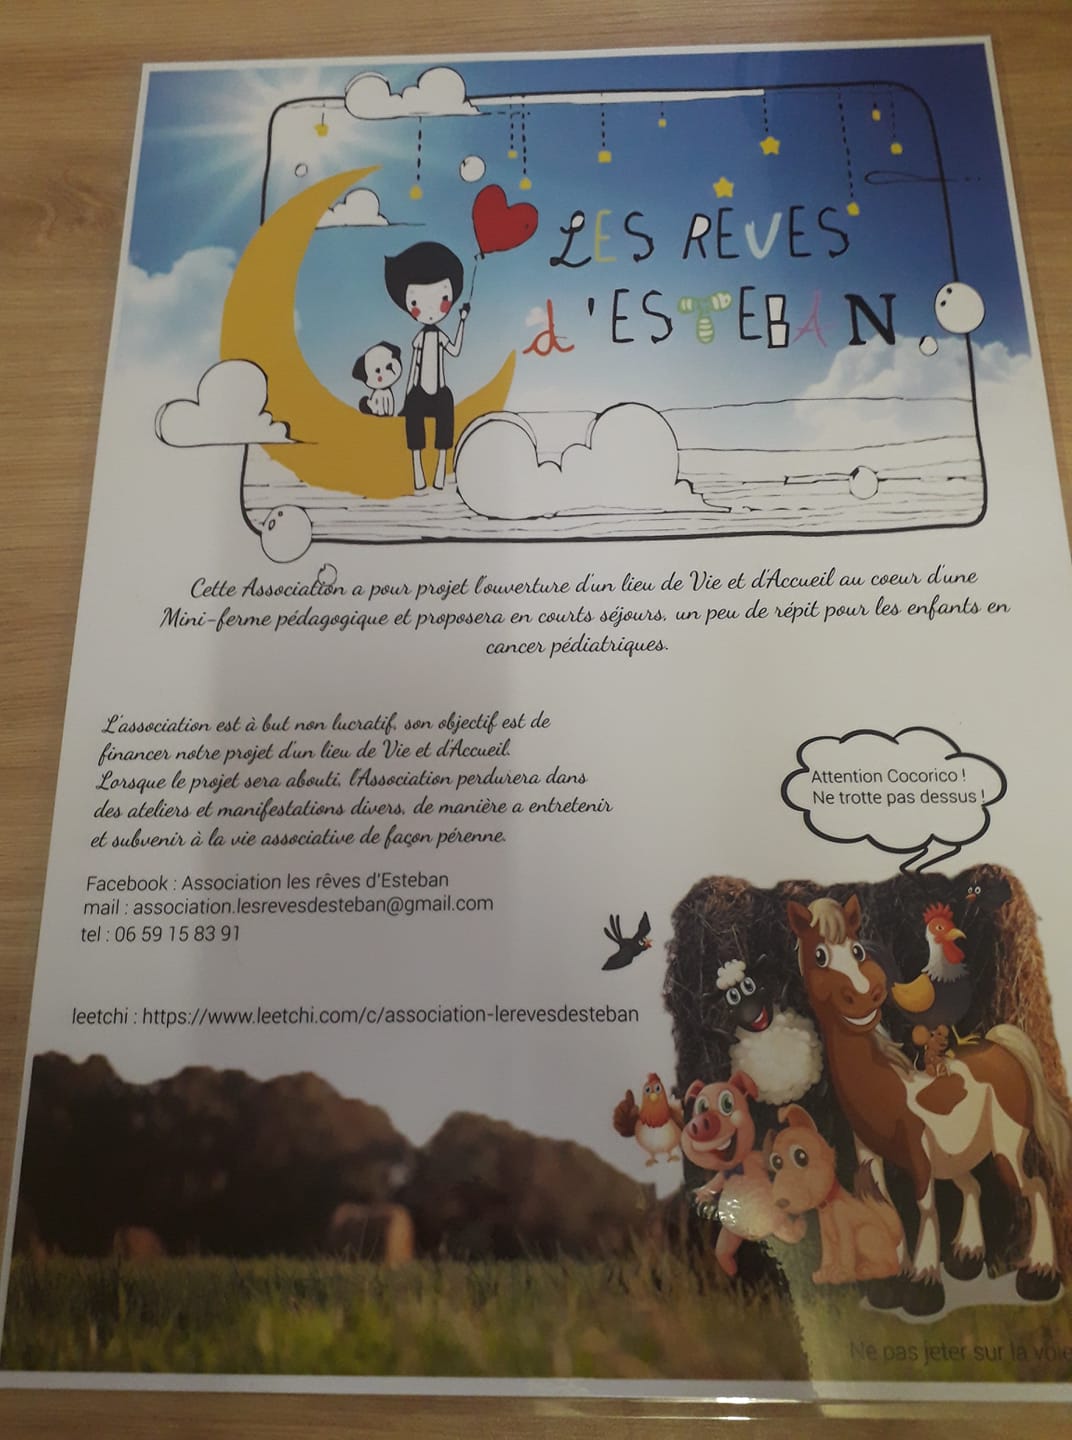 LES RÊVES
d'ESTEBAN
Cette Association a pour projet l'ouverture d'un lieu de Vie et d'Accueil au coeur d'une
Mini-ferme pédagogique et proposera en courts séjours, un peu de répit pour les enfants en
cancer pédiatriques.
L'association est à but non lucratif, son objectif est de
financer notre projet d'un lieu de Vie et d'Accueil.
Lorsque le projet sera abouti, l'Association perdurera dans
des ateliers et manifestations divers, de manière a entretenir
et subvenir à la vie associative de façon pérenne.
Attention Cocorico !
Ne trotte pas dessus !
Facebook : Association les rêves d'Esteban
mail : association.lesrevesdesteban@gmail.com
tel : 06 59 15 83 91
leetchi : https://www.leetchi.com/c/association-lerevesdesteban
Ne pas jeter sur la voie